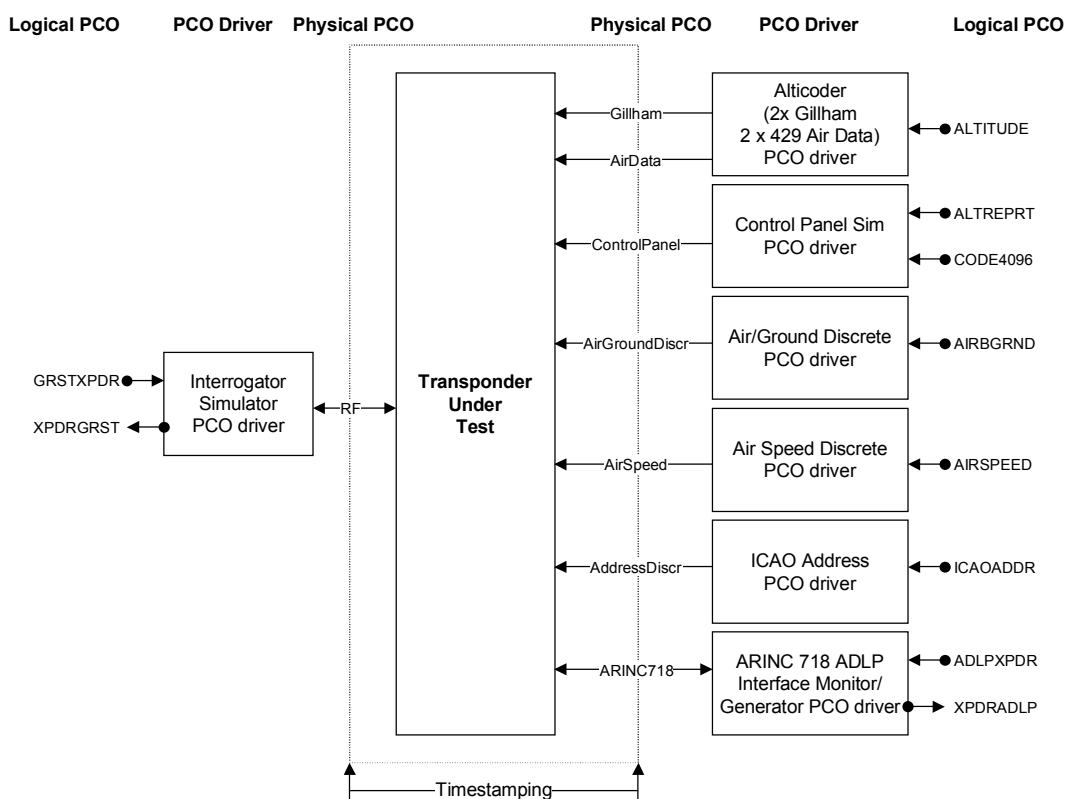 Logical PCO
PCO Driver
Physical PCO
Physical PCO
PCO Driver
Logical PCO
GRSTXPDR
XPDRGRST
Interrogator
Simulator
PCO driver
RF
Transponder
Under
Test
Gillham
AirData
Alticoder
(2x Gillham
2 x 429 Air Data)
PCO driver
ALTITUDE
ControlPanel
Control Panel Sim
PCO driver
ALTREPRT
CODE4096
AirGroundDiscr
Air/Ground Discrete
PCO driver
AIRBGRND
AirSpeed
Air Speed Discrete
PCO driver
AIRSPEED
AddressDiscr
ICAO Address
PCO driver
ICAOADDR
ARINC718
ARINC 718 ADLP
Interface Monitor/
Generator PCO driver
ADLPXPDR
XPDRADLP
Timestamping